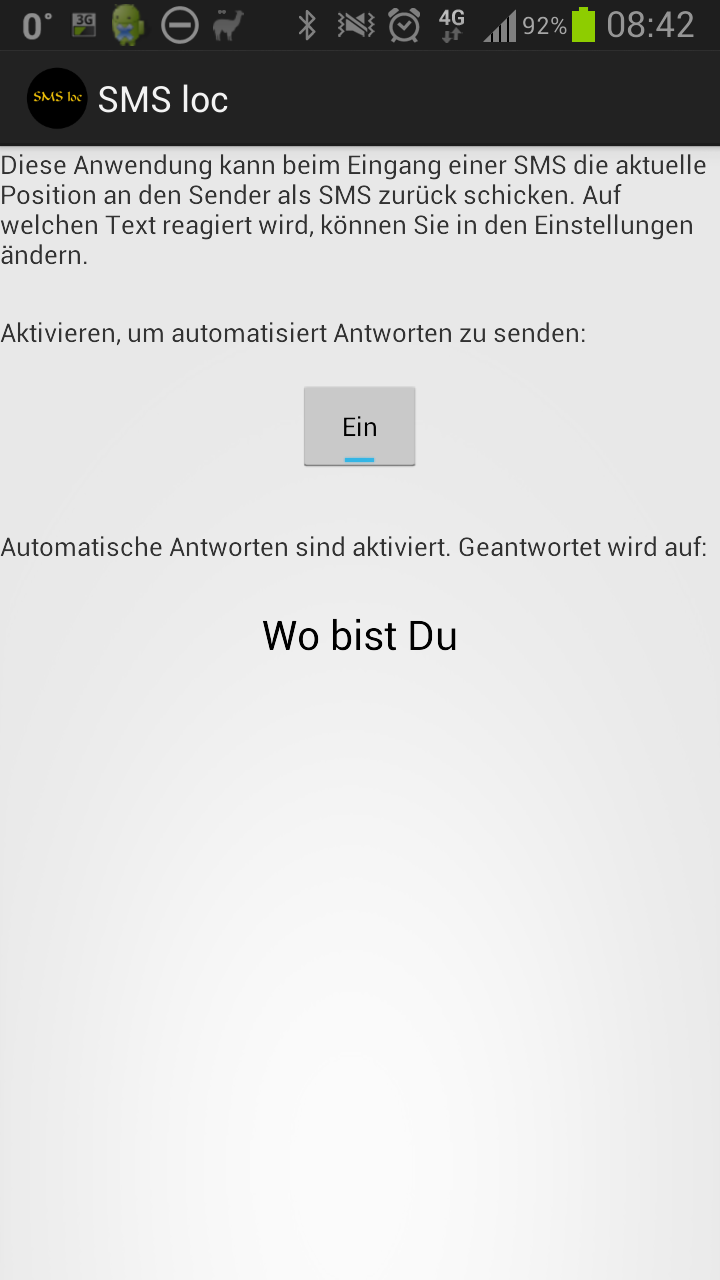 0° 3G 4G 92% 08:42
SMS loc SMS loc
Diese Anwendung kann beim Eingang einer SMS die aktuelle
Position an den Sender als SMS zurück schicken. Auf
welchen Text reagiert wird, können Sie in den Einstellungen
ändern.
Aktivieren, um automatisiert Antworten zu senden:
Ein
Automatische Antworten sind aktiviert. Geantwortet wird auf:
Wo bist Du